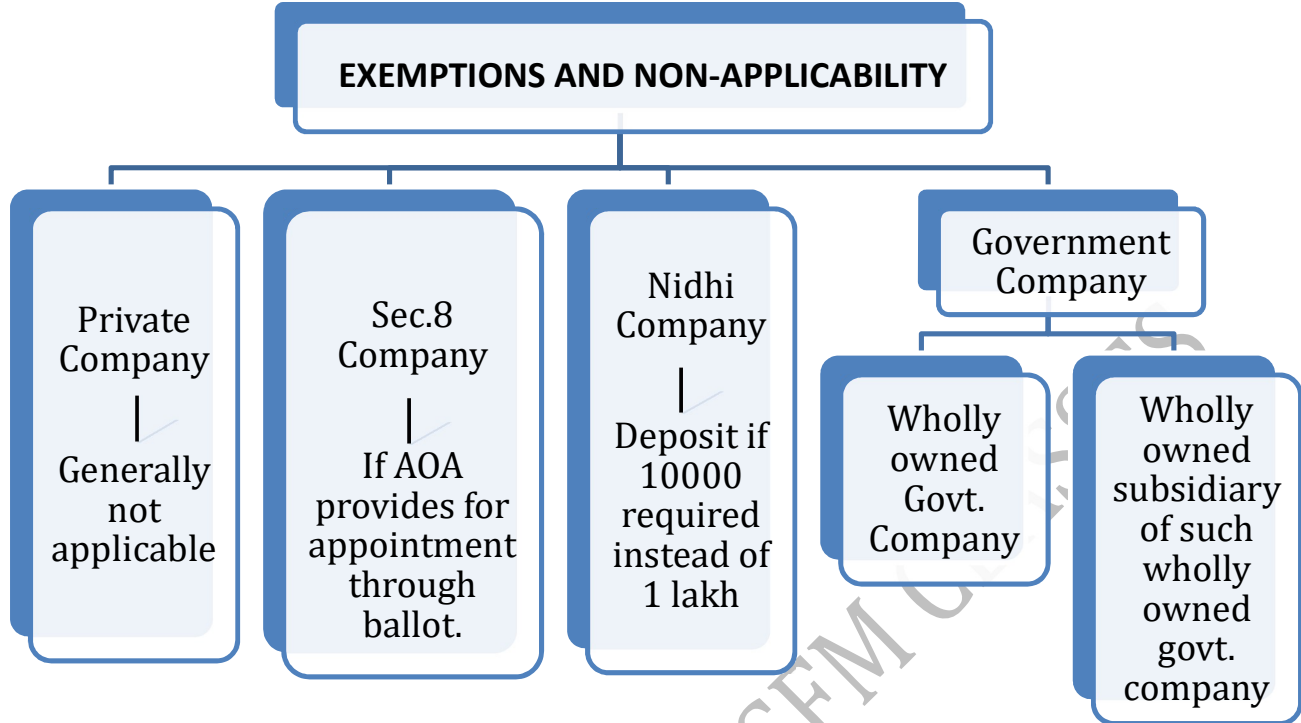 EXEMPTIONS AND NON-APPLICABILITY
Private
Company
Generally
not
applicable
Sec.8
Company
If AOA
provides for
appointment
through
ballot.
Nidhi
Company
Deposit if
10000
required
instead of
1 lakh
Government
Company
Wholly
owned
Govt.
Company
Wholly
owned
subsidiary
of such
wholly
owned
govt.
company